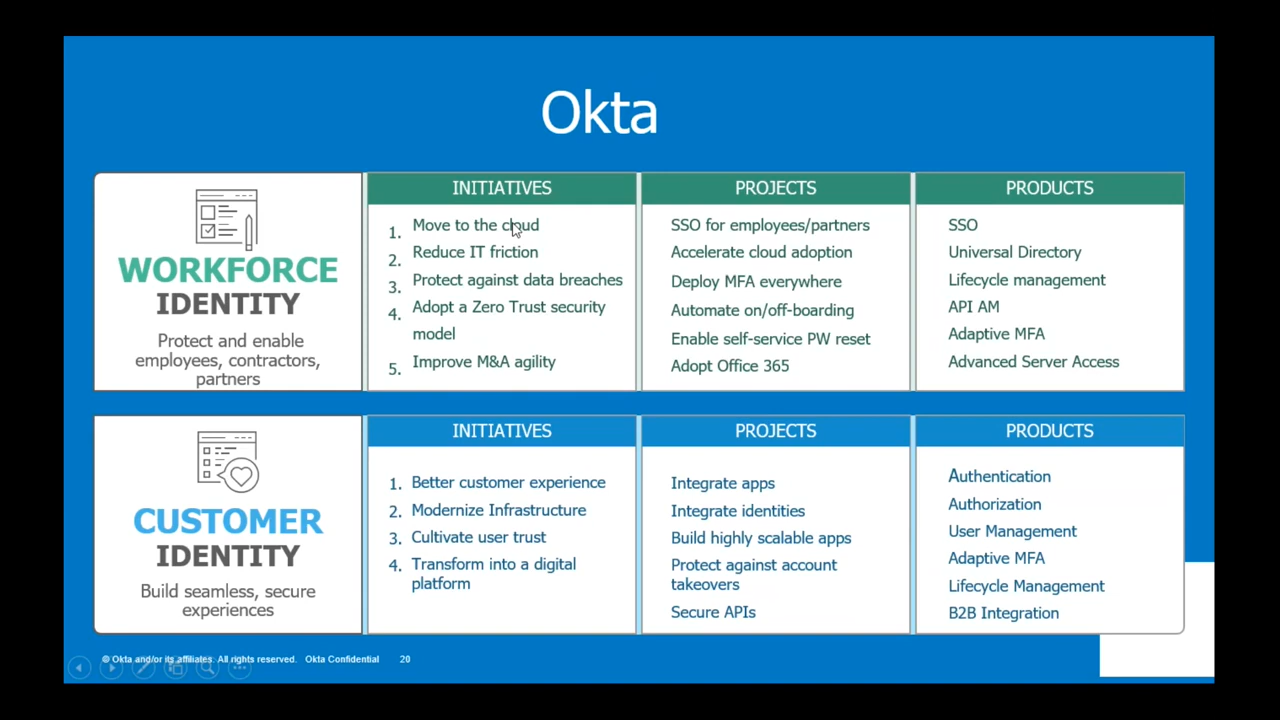 Okta
WORKFORCE
IDENTITY
Protect and enable
employees, contractors,
partners
INITIATIVES
1. Move to the cloud
2. Reduce IT friction
3. Protect against data breaches
4. Adopt a Zero Trust security
model
5. Improve M&A agility
PROJECTS
SSO for employees/partners
Accelerate cloud adoption
Deploy MFA everywhere
Automate on/off-boarding
Enable self-service PW reset
Adopt Office 365
PRODUCTS
SSO
Universal Directory
Lifecycle management
API AM
Adaptive MFA
Advanced Server Access
CUSTOMER
IDENTITY
Build seamless, secure
experiences
INITIATIVES
1. Better customer experience
2. Modernize Infrastructure
3. Cultivate user trust
4. Transform into a digital
platform
PROJECTS
Integrate apps
Integrate identities
Build highly scalable apps
Protect against account
takeovers
Secure APIs
PRODUCTS
Authentication
Authorization
User Management
Adaptive MFA
Lifecycle Management
B2B Integration
© Okta and/or its affiliates. All rights reserved. Okta Confidential 20